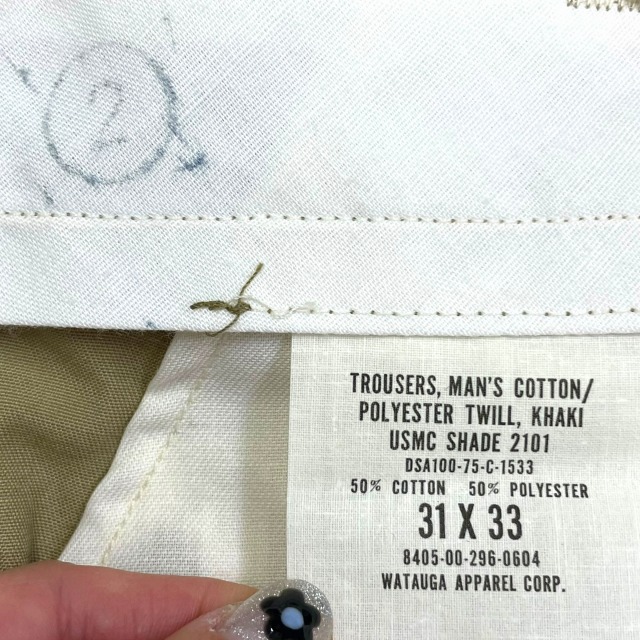 2
TROUSERS, MAN'S COTTON/
POLYESTER TWILL, KHAKI
USMC SHADE 2101
DSA100-75-C-1533
50% COTTON 50% POLYESTER
31 X 33
8405-00-296-0604
WATAUGA APPAREL CORP.